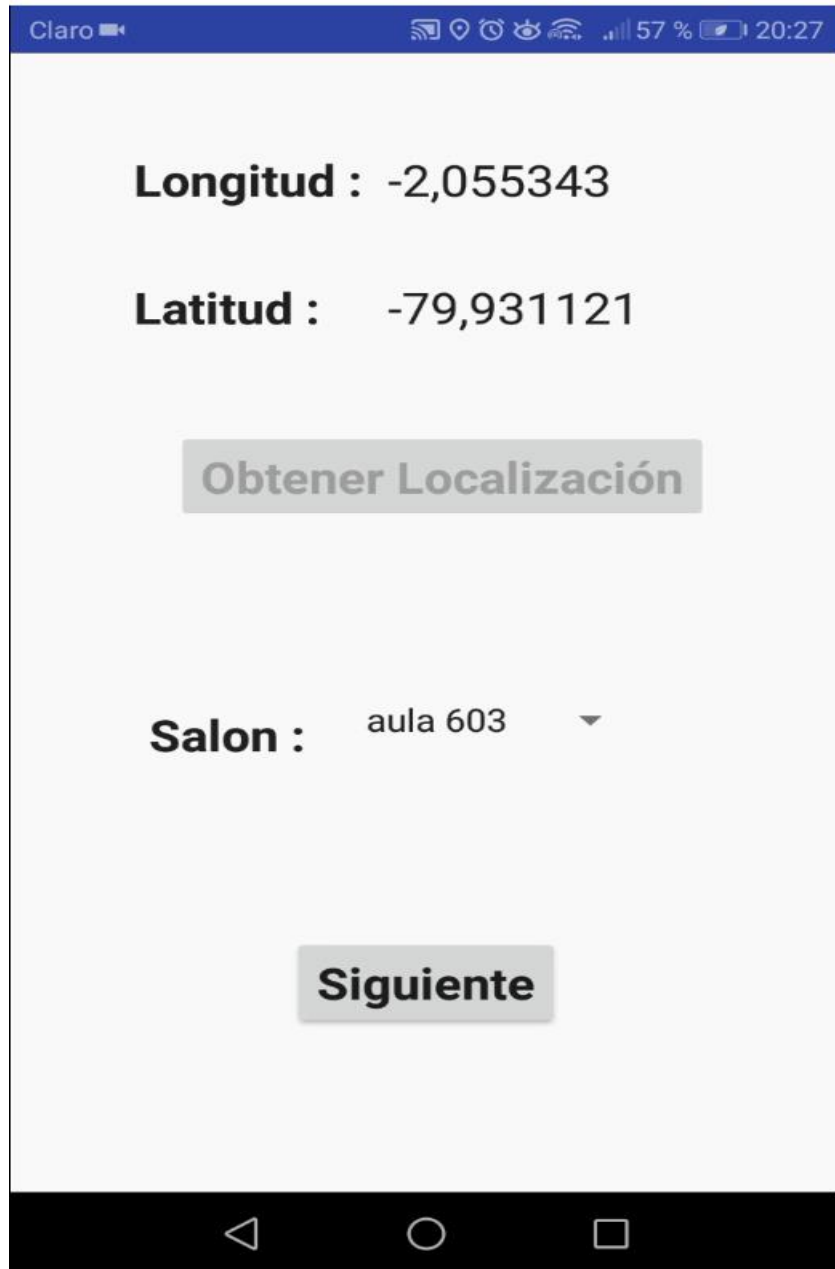 Claro 57 % 20:27
Longitud : -2,055343
Latitud : -79,931121
Obtener Localización
Salon : aula 603
Siguiente